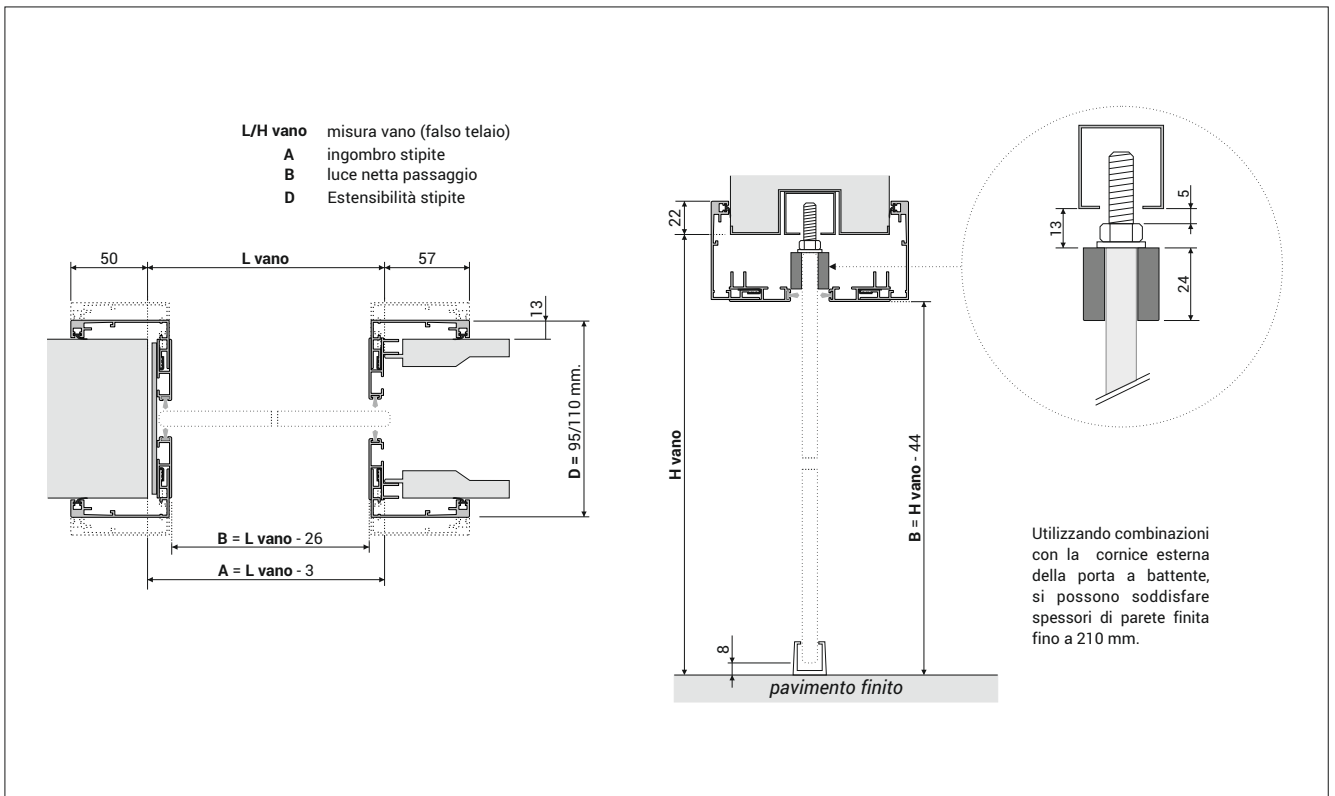 L/H vano misura vano (falso telaio)
A ingombro stipite
B luce netta passaggio
D Estensibilità stipite
50
L vano
57
13
D = 95/110 mm.
B = L vano - 26
A = L vano - 3
22
H vano
B = H vano - 44
8
pavimento finito
13
5
24
Utilizzando combinazioni
con la cornice esterna
della porta a battente,
si possono soddisfare
spessori di parete finita
fino a 210 mm.